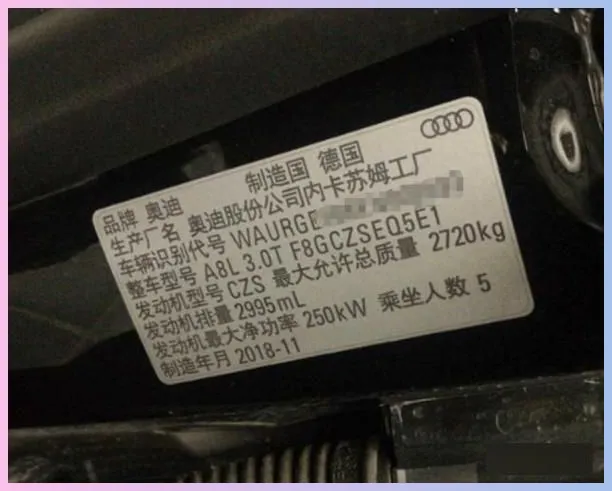 制造国 德国
品牌 奥迪
生产厂名 奥迪股份公司内卡苏姆工厂
车辆识别代号 WAURGB
整车型号 A8L 3.0T F8GCZSEQ5E1
发动机型号 CZS 最大允许总质量 2720kg
发动机排量 2995mL
发动机最大净功率 250kW 乘坐人数 5
制造年月 2018-11